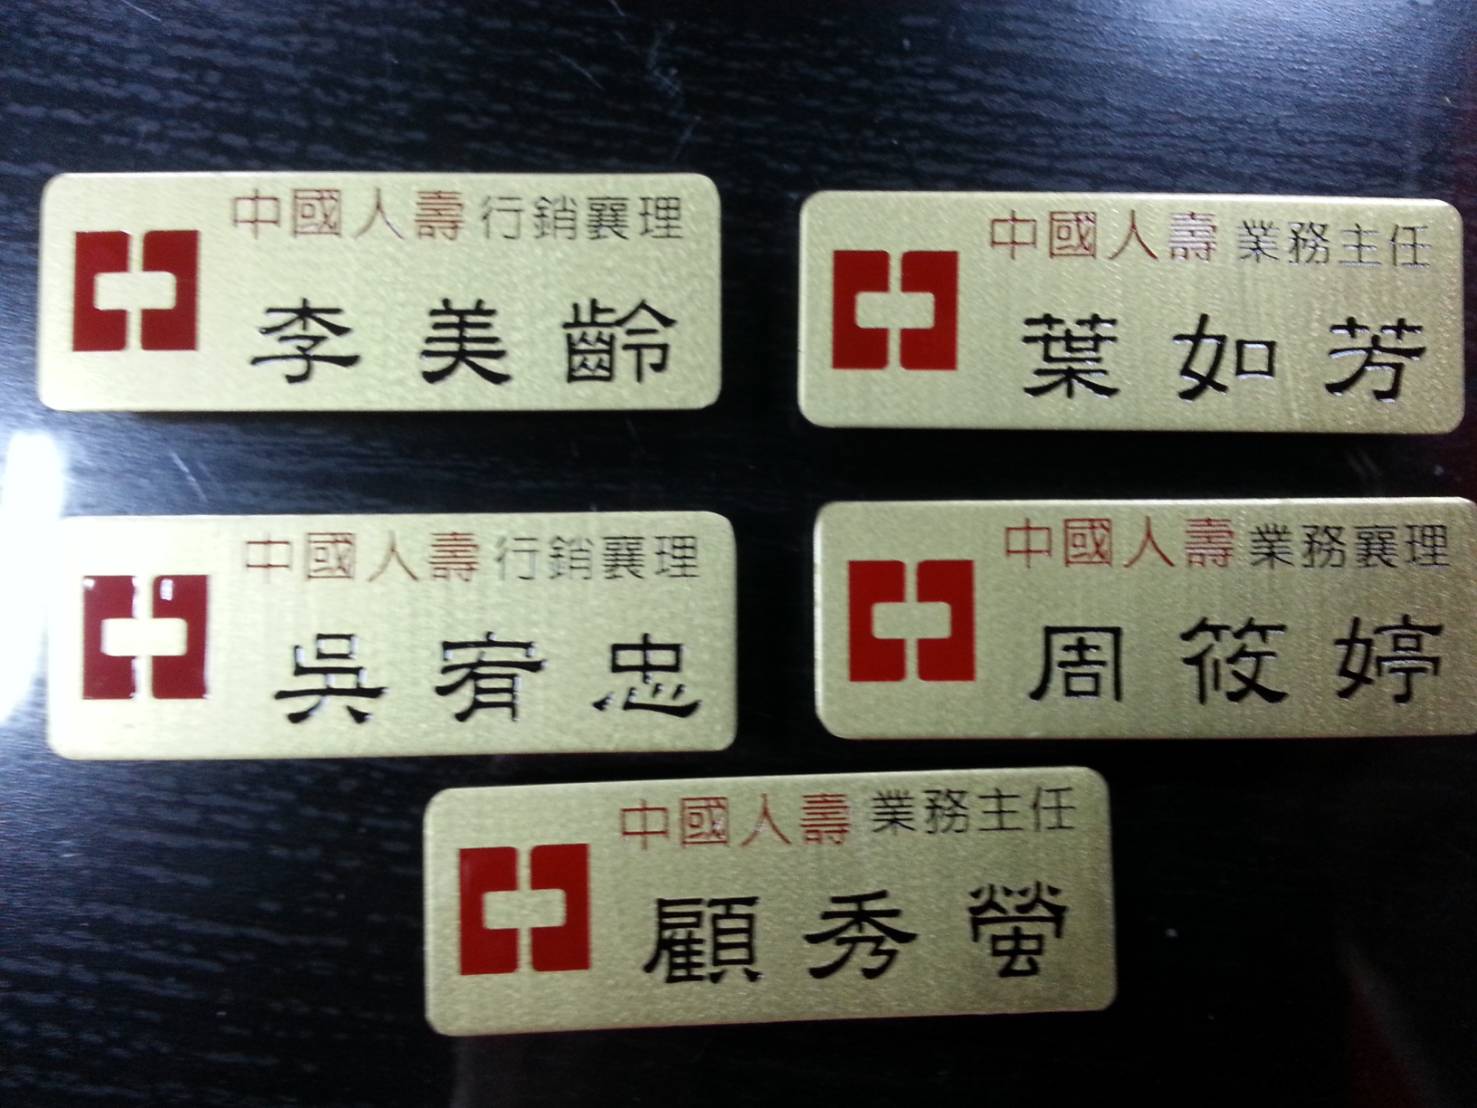 中國人壽 行銷襄理
李美齡
中國人壽 業務主任
葉如芳
中國人壽 行銷襄理
吳宥忠
中國人壽 業務襄理
周筱婷
中國人壽 業務主任
顧秀螢